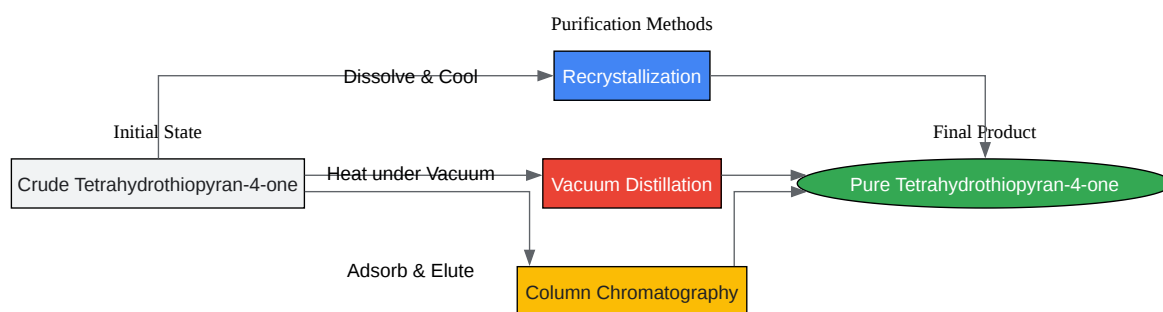 Purification Methods
Dissolve & Cool
Recrystallization
Initial State
Final Product
Crude Tetrahydrothiopyran-4-one
Heat under Vacuum
Vacuum Distillation
Pure Tetrahydrothiopyran-4-one
Adsorb & Elute
Column Chromatography